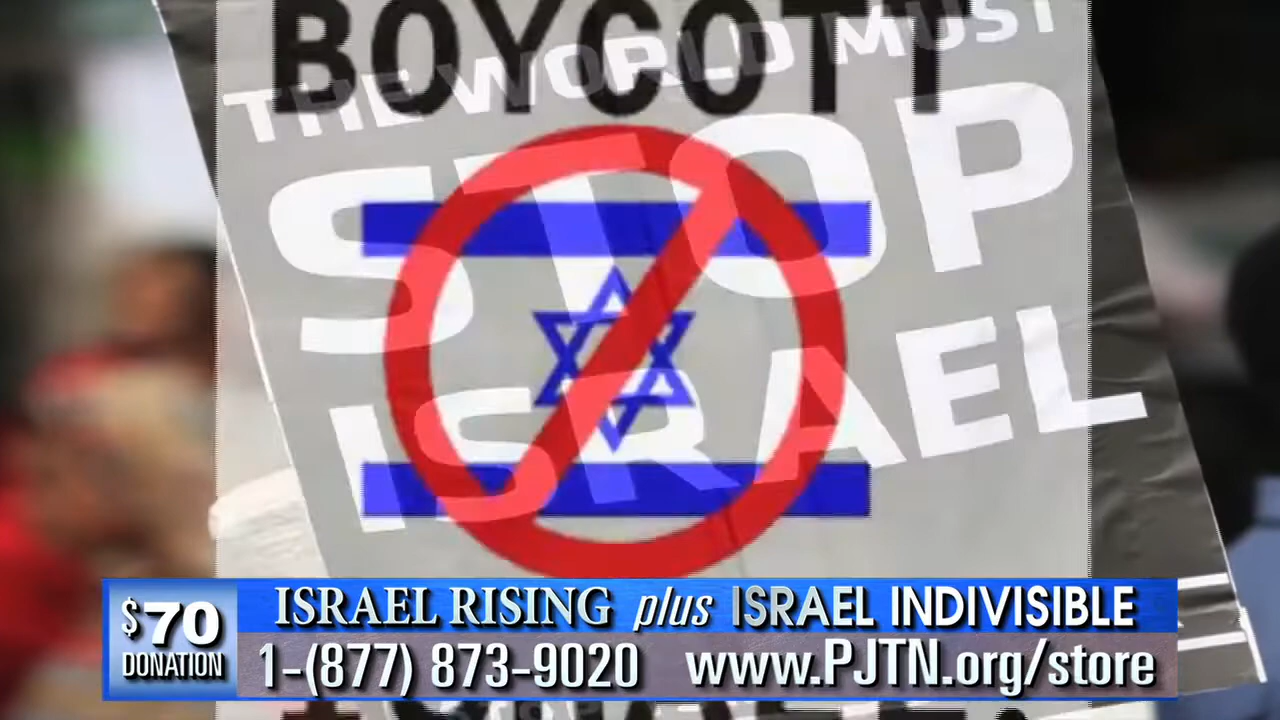 BOYCOTT
THE WORLD MUST
STOP
ISRAEL
$70
DONATION
ISRAEL RISING plus ISRAEL INDIVISIBLE
1-(877) 873-9020 www.PJTN.org/store